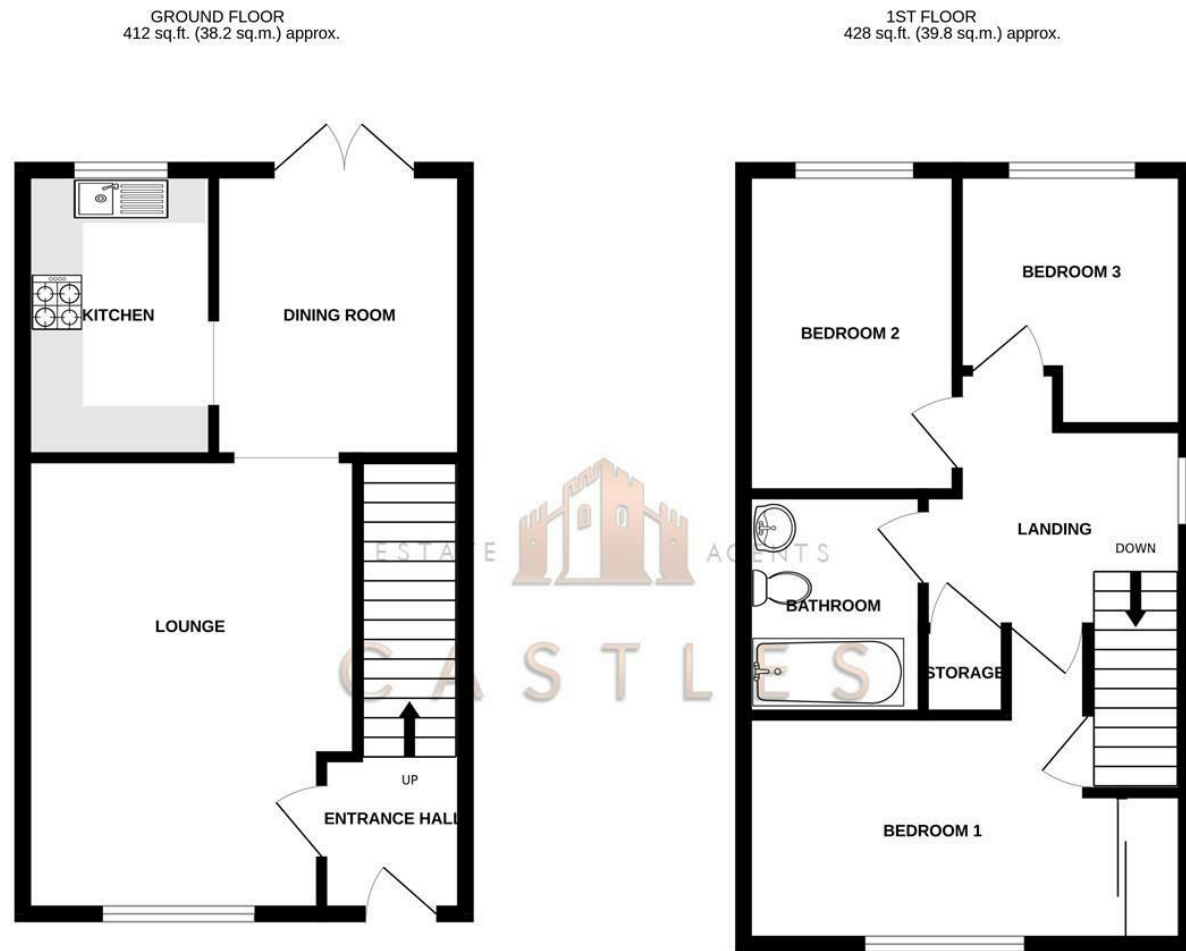 GROUND FLOOR
412 sq.ft. (38.2 sq.m.) approx.
1ST FLOOR
428 sq.ft. (39.8 sq.m.) approx.
KITCHEN
DINING ROOM
LOUNGE
UP
ENTRANCE HALL
BEDROOM 3
BEDROOM 2
LANDING
DOWN
BATHROOM
STORAGE
BEDROOM 1
ESTATE AGENTS
CASTLES